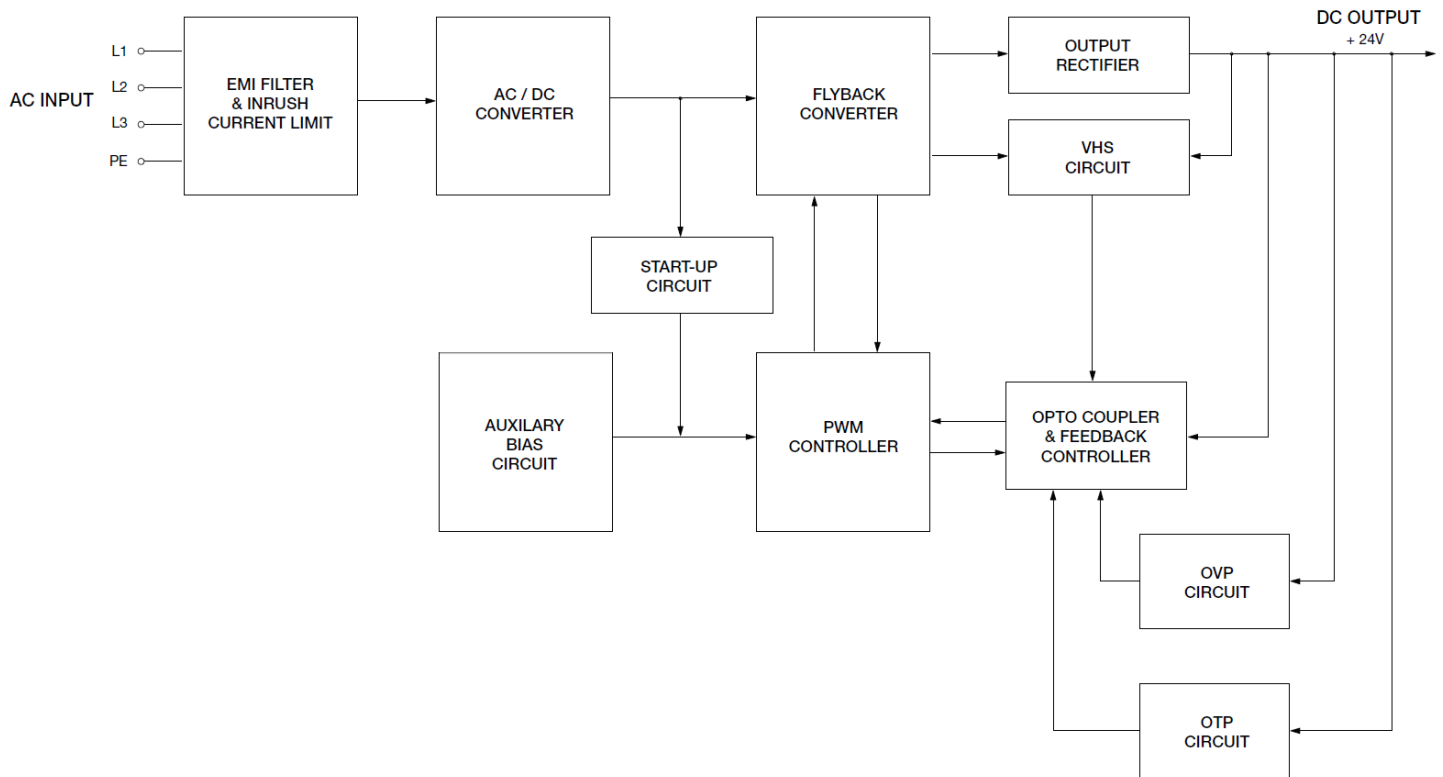 DC OUTPUT
+ 24V
AC INPUT
L1
L2
L3
PE
EMI FILTER
& INRUSH
CURRENT LIMIT
AC / DC
CONVERTER
FLYBACK
CONVERTER
OUTPUT
RECTIFIER
VHS
CIRCUIT
START-UP
CIRCUIT
AUXILARY
BIAS
CIRCUIT
PWM
CONTROLLER
OPTO COUPLER
& FEEDBACK
CONTROLLER
OVP
CIRCUIT
OTP
CIRCUIT